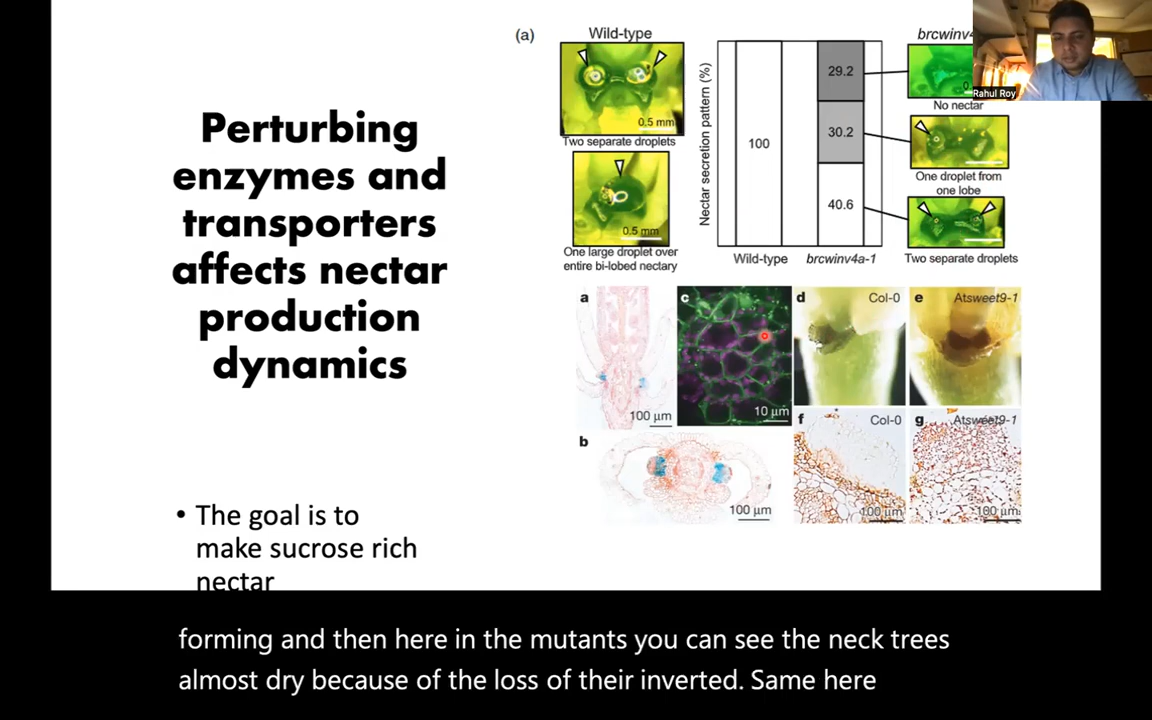 Perturbing
enzymes and
transporters
affects nectar
production
dynamics
• The goal is to
make sucrose rich
nectar
(a)
Wild-type
0.5 mm
Two separate droplets
0.5 mm
One large droplet over
entire bi-lobed nectary
Nectar secretion pattern (%)
100
29.2
30.2
40.6
Wild-type brcwinv4a-1
No nectar
One droplet from
one lobe
Two separate droplets
Rahul Roy
a
100 µm
b
100 µm
c
10 µm
d Col-0
e Atsweet9-1
f Col-0
100 µm
g Atsweet9-1
100 µm
forming and then here in the mutants you can see the neck trees
almost dry because of the loss of their inverted. Same here